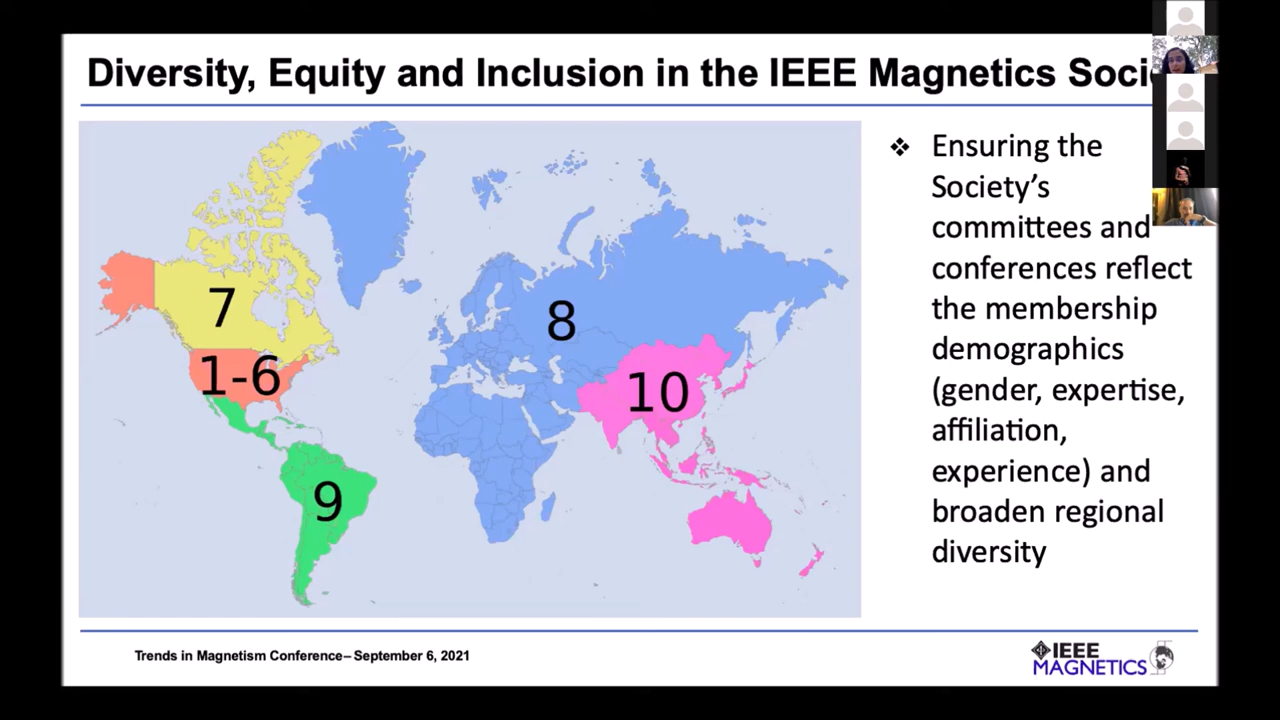 Diversity, Equity and Inclusion in the IEEE Magnetics
7
1-6
8
10
9
❖ Ensuring the
Society’s
committees and
conferences reflect
the membership
demographics
(gender, expertise,
affiliation,
experience) and
broaden regional
diversity
Trends in Magnetism Conference– September 6, 2021
IEEE
MAGNETICS